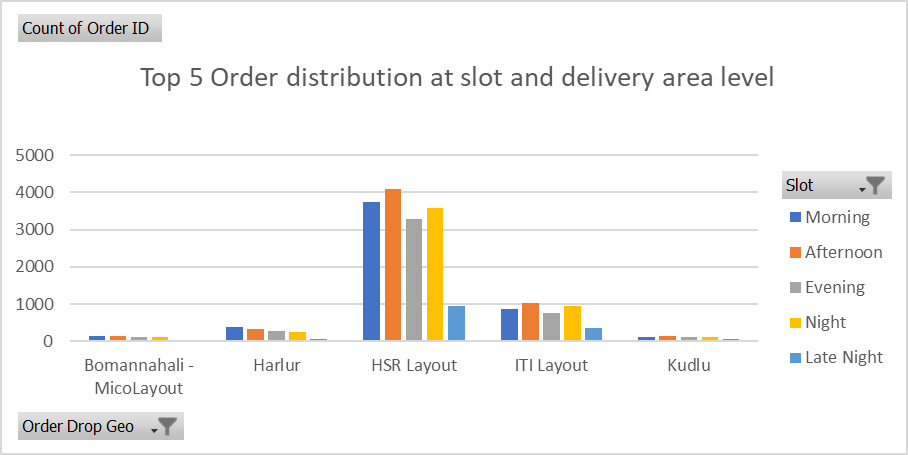 Count of Order ID
Top 5 Order distribution at slot and delivery area level
5000
4000
3000
2000
1000
0
Bomannahali -
MicoLayout
Harlur
HSR Layout
ITI Layout
Kudlu
Slot
Morning
Afternoon
Evening
Night
Late Night
Order Drop Geo